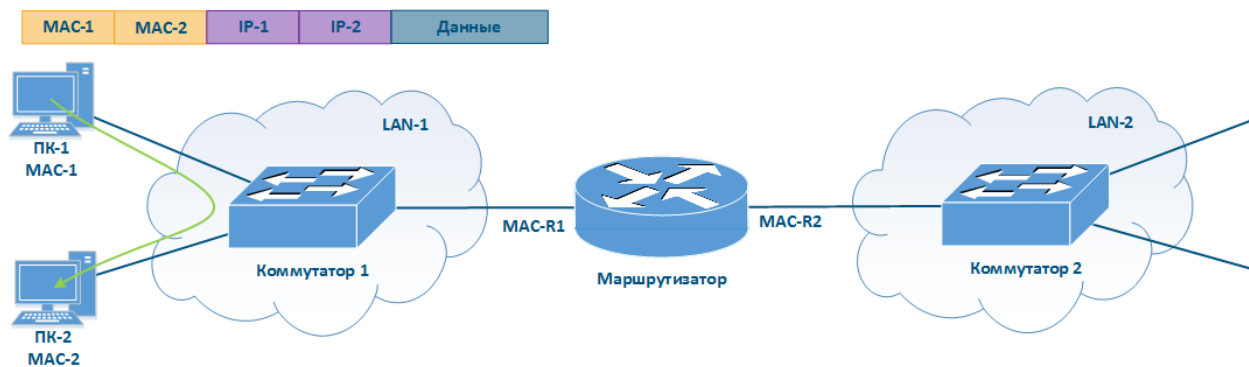 MAC-1 MAC-2 IP-1 IP-2 Данные
LAN-1
LAN-2
ПК-1
MAC-1
MAC-R1
MAC-R2
Коммутатор 1
Маршрутизатор
Коммутатор 2
ПК-2
MAC-2